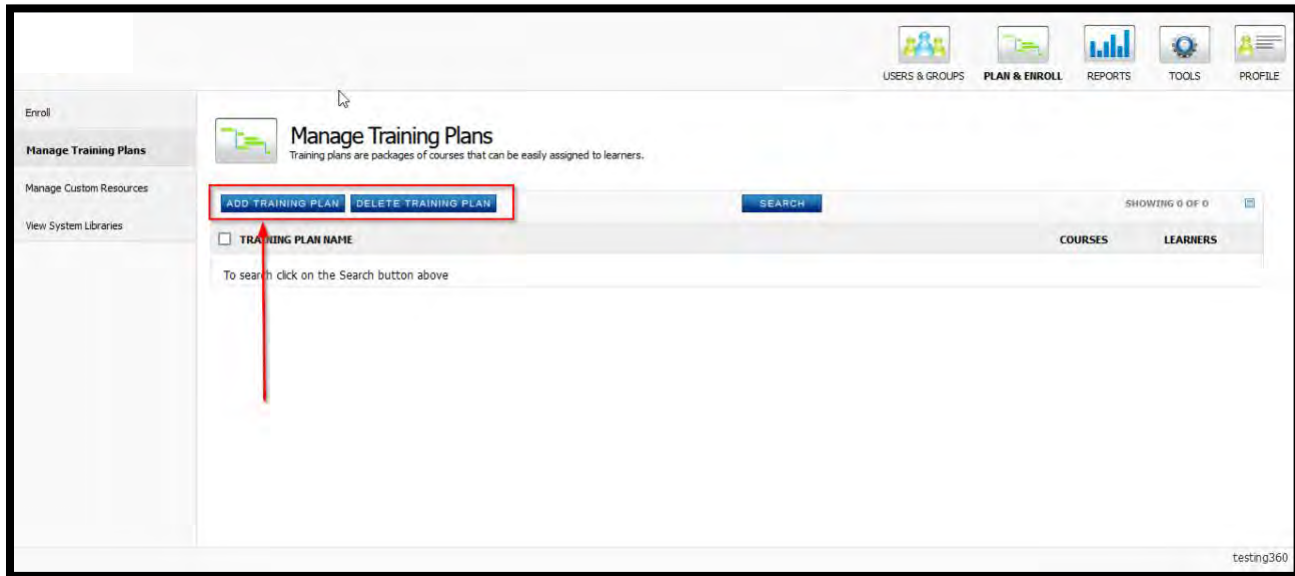 USERS & GROUPS PLAN & ENROLL REPORTS TOOLS PROFILE
Enroll
Manage Training Plans
Manage Custom Resources
View System Libraries
Manage Training Plans
Training plans are packages of courses that can be easily assigned to learners.
ADD TRAINING PLAN DELETE TRAINING PLAN SEARCH SHOWING 0 OF 0
TRAINING PLAN NAME COURSES LEARNERS
To search click on the Search button above
testing360